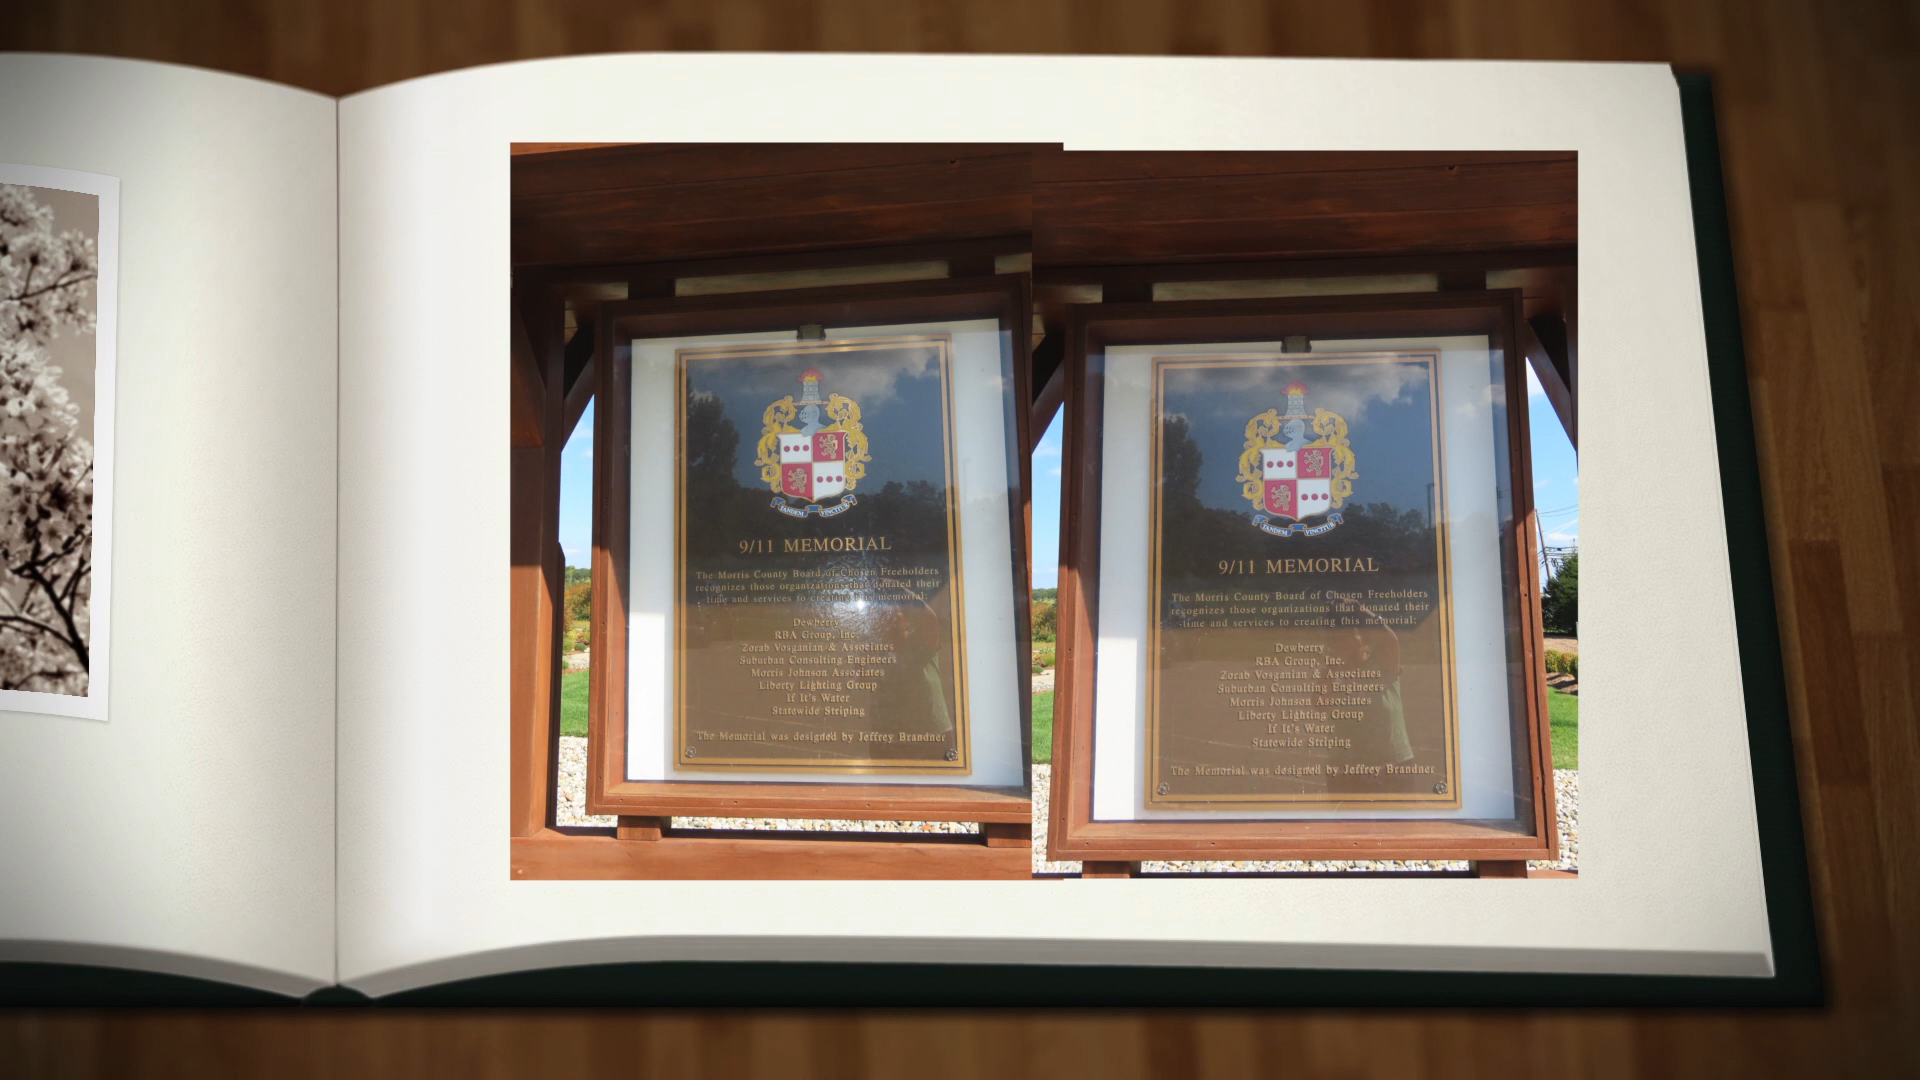 TANDEM VINCITUR
9/11 MEMORIAL
The Morris County Board of Chosen Freeholders
recognizes those organizations that donated their
time and services to creating this memorial:
Dewberry
RBA Group, Inc.
Zorab Vosganian & Associates
Suburban Consulting Engineers
Morris Johnson Associates
Liberty Lighting Group
If It's Water
Statewide Striping
The Memorial was designed by Jeffrey Brandner
TANDEM VINCITUR
9/11 MEMORIAL
The Morris County Board of Chosen Freeholders
recognizes those organizations that donated their
time and services to creating this memorial:
Dewberry
RBA Group, Inc.
Zorab Vosganian & Associates
Suburban Consulting Engineers
Morris Johnson Associates
Liberty Lighting Group
If It's Water
Statewide Striping
The Memorial was designed by Jeffrey Brandner